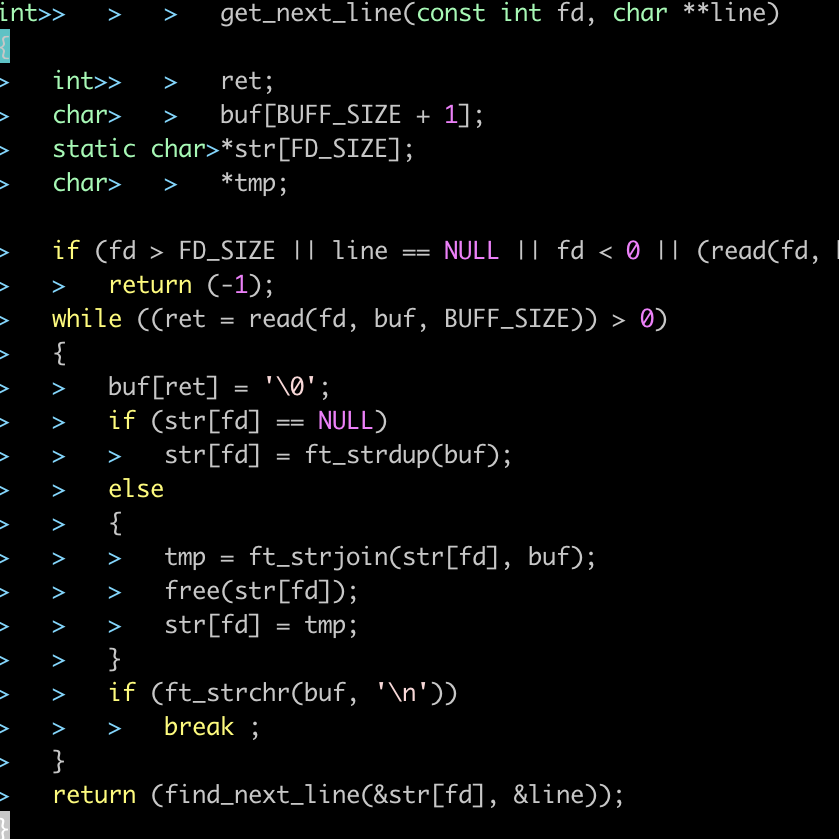 int>> > > get_next_line(const int fd, char **line)
{
> int>> > ret;
> char> > buf[BUFF_SIZE + 1];
> static char>*str[FD_SIZE];
> char> > *tmp;
> if (fd > FD_SIZE || line == NULL || fd < 0 || (read(fd,
> > return (-1);
> while ((ret = read(fd, buf, BUFF_SIZE)) > 0)
> {
> > buf[ret] = '\0';
> > if (str[fd] == NULL)
> > > str[fd] = ft_strdup(buf);
> > else
> > {
> > > tmp = ft_strjoin(str[fd], buf);
> > > free(str[fd]);
> > > str[fd] = tmp;
> > }
> > if (ft_strchr(buf, '\n'))
> > > break ;
> }
> return (find_next_line(&str[fd], &line));
}